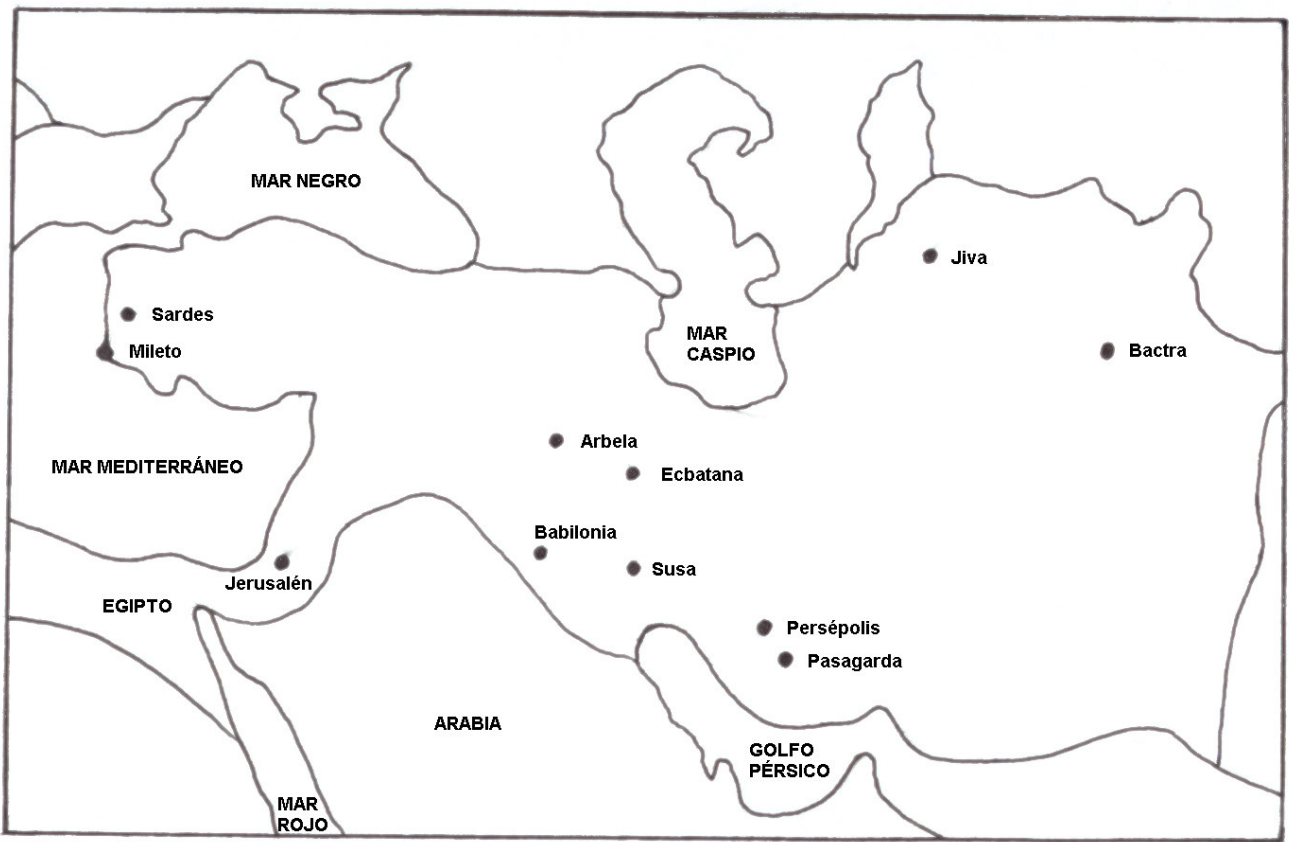 MAR NEGRO
Jiva
Sardes
MAR
CASPIO
Mileto
Bactra
Arbela
MAR MEDITERRÁNEO
Ecbatana
Babilonia
Susa
Jerusalén
EGIPTO
Persépolis
Pasagarda
ARABIA
GOLFO
PÉRSICO
MAR
ROJO